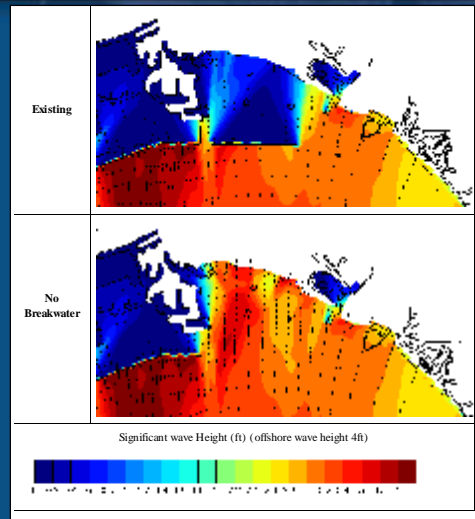 Existing
No
Breakwater
Significant wave Height (ft) (offshore wave height 4ft)